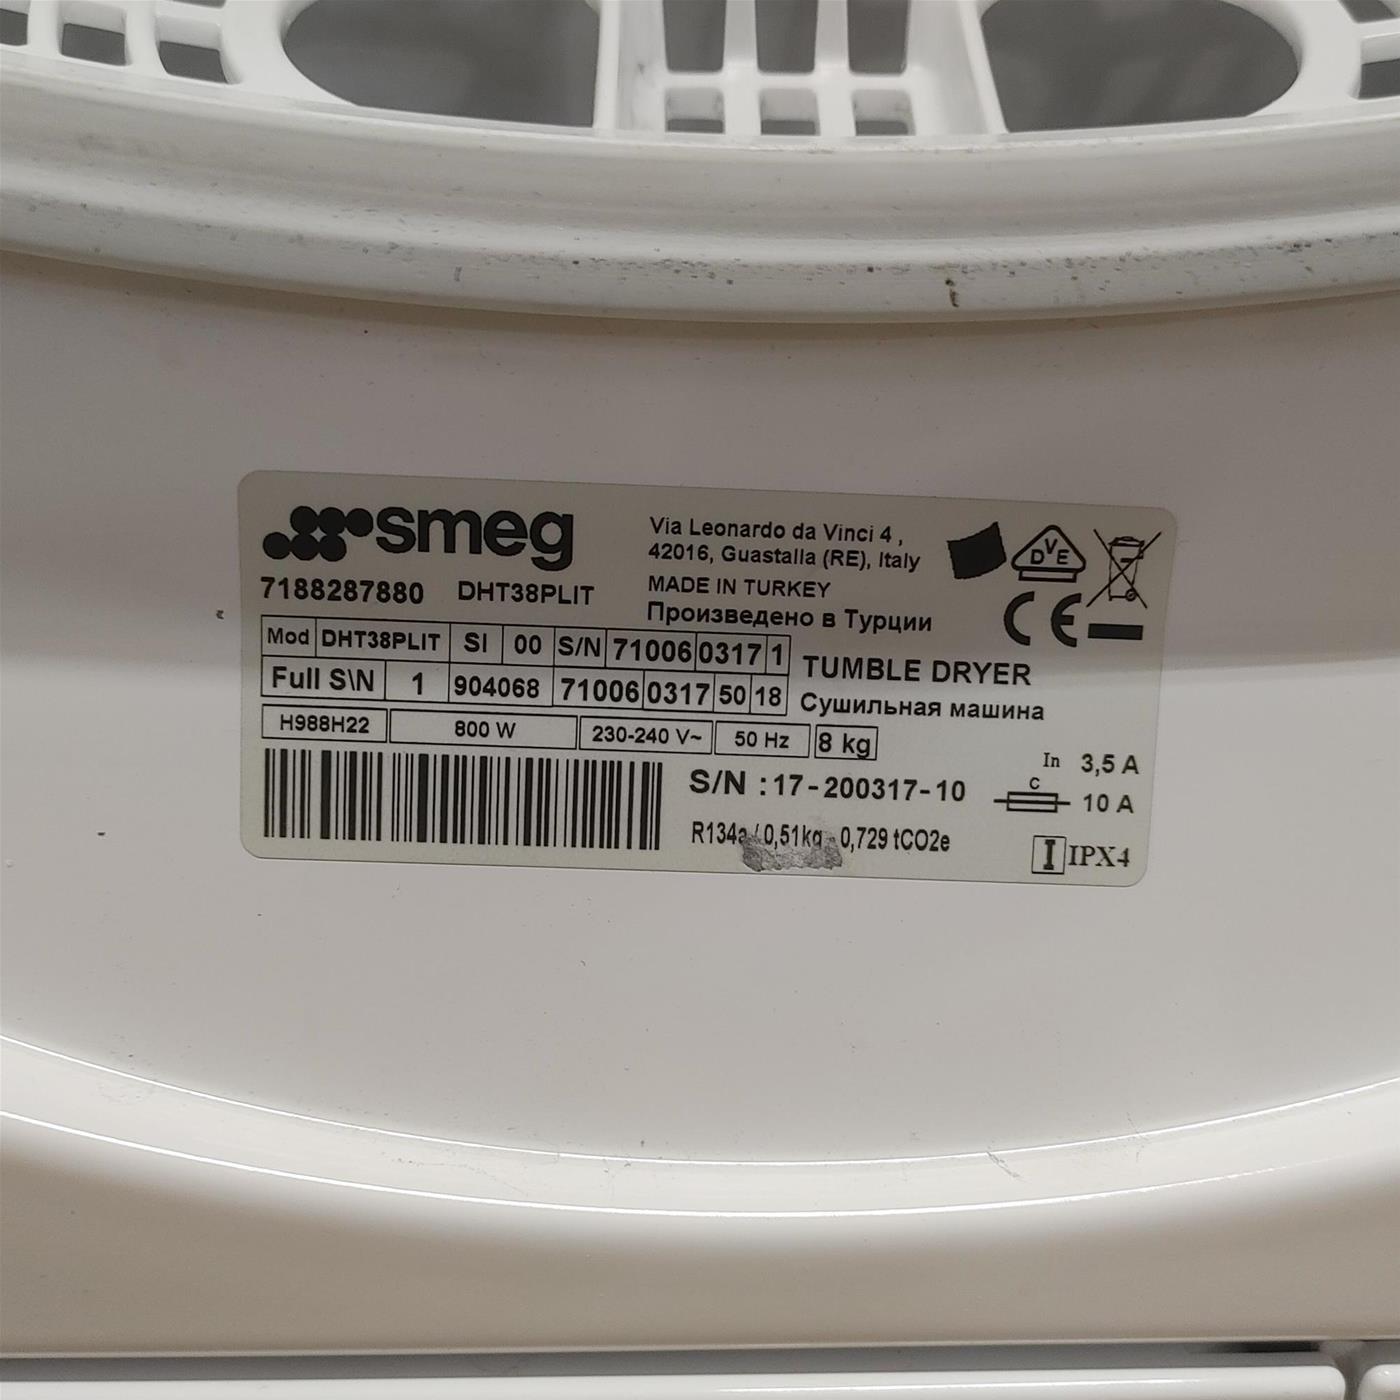 smeg
7188287880 DHT38PLIT
Via Leonardo da Vinci 4 ,
42016, Guastalla (RE), Italy
MADE IN TURKEY
Произведено в Турции
DVE
CE
Mod DHT38PLIT SI 00 S/N 71006 0317 1
Full S\N 1 904068 71006 0317 50 18
TUMBLE DRYER
Сушильная машина
H988H22 800 W 230-240 V~ 50 Hz 8 kg
In 3,5 A
C 10 A
S/N : 17-200317-10
R134a / 0,51kg - 0,729 tCO2e
I IPX4